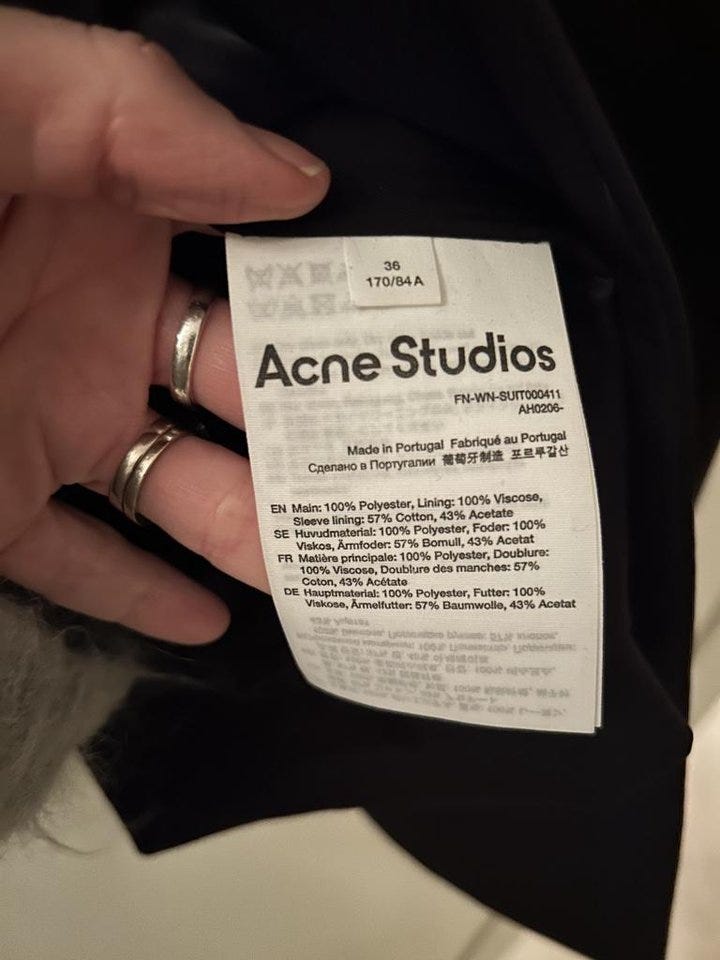 36
170/84A
Acne Studios
FN-WN-SUIT000411
AH0206-
Made in Portugal Fabriqué au Portugal
Сделано в Португалии 葡萄牙制造 포르투갈산
EN Main: 100% Polyester, Lining: 100% Viscose,
Sleeve lining: 57% Cotton, 43% Acetate
SE Huvudmaterial: 100% Polyester, Foder: 100%
Viskos, Ärmfoder: 57% Bomull, 43% Acetat
FR Matière principale: 100% Polyester, Doublure:
100% Viscose, Doublure des manches: 57%
Coton, 43% Acétate
DE Hauptmaterial: 100% Polyester, Futter: 100%
Viskose, Ärmelfutter: 57% Baumwolle, 43% Acetat